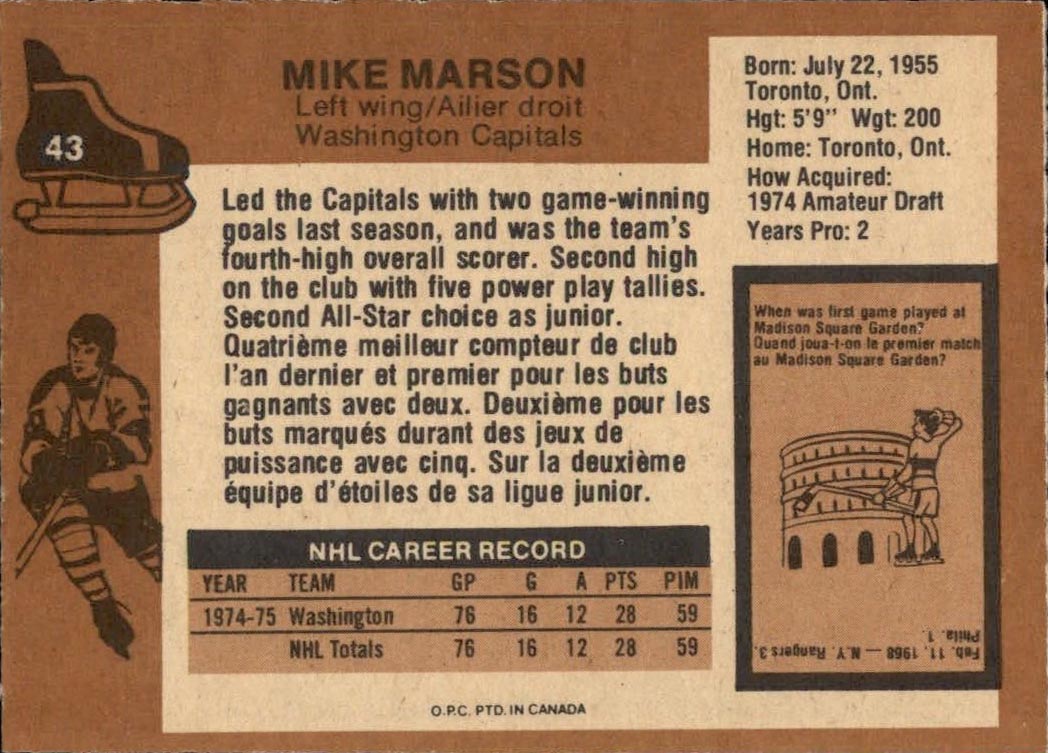 MIKE MARSON
Left wing/Ailier droit
Washington Capitals
43
Born: July 22, 1955
Toronto, Ont.
Hgt: 5'9" Wgt: 200
Home: Toronto, Ont.
How Acquired:
1974 Amateur Draft
Years Pro: 2
Led the Capitals with two game-winning
goals last season, and was the team's
fourth-high overall scorer. Second high
on the club with five power play tallies.
Second All-Star choice as junior.
Quatrième meilleur compteur de club
l'an dernier et premier pour les buts
gagnants avec deux. Deuxième pour les
buts marqués durant des jeux de
puissance avec cinq. Sur la deuxième
équipe d'étoiles de sa ligue junior.
When was first game played at
Madison Square Garden?
Quand joua-t-on le premier match
au Madison Square Garden?
Feb. 11, 1968 — N.Y. Rangers 3,
Phila. 1.
NHL CAREER RECORD
YEAR TEAM GP G A PTS PIM
1974-75 Washington 76 16 12 28 59
NHL Totals 76 16 12 28 59
O.P.C. PTD. IN CANADA